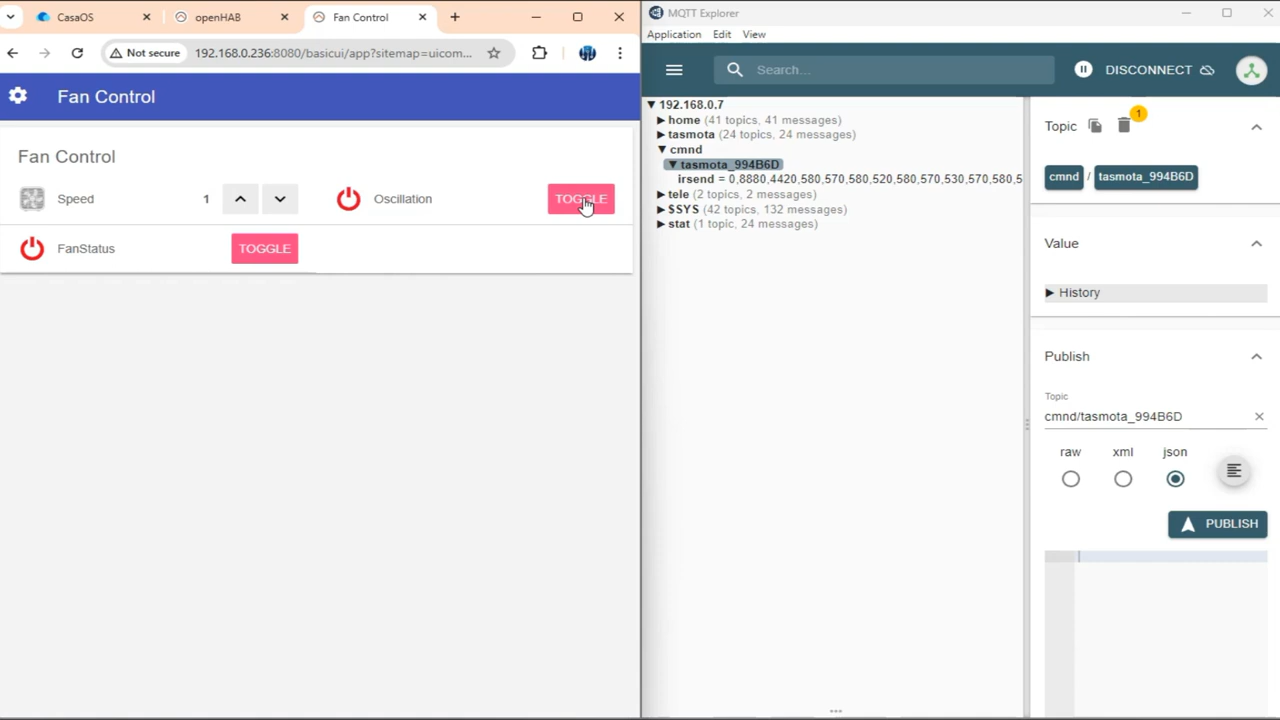 CasaOS
openHAB
Fan Control
Not secure
192.168.0.236:8080/basicui/app?sitemap=uicom...
Fan Control
Fan Control
Speed 1
Oscillation TOGGLE
FanStatus TOGGLE
MQTT Explorer
Application Edit View
Search...
DISCONNECT
▼ 192.168.0.7
▶ home (41 topics, 41 messages)
▶ tasmota (24 topics, 24 messages)
▼ cmnd
▼ tasmota_994B6D
irsend = 0,8880,4420,580,570,580,520,580,570,530,570,580,5
▶ tele (2 topics, 2 messages)
▶ $SYS (42 topics, 132 messages)
▶ stat (1 topic, 24 messages)
Topic 1
cmnd / tasmota_994B6D
Value
▶ History
Publish
Topic
cmnd/tasmota_994B6D
raw xml json
PUBLISH